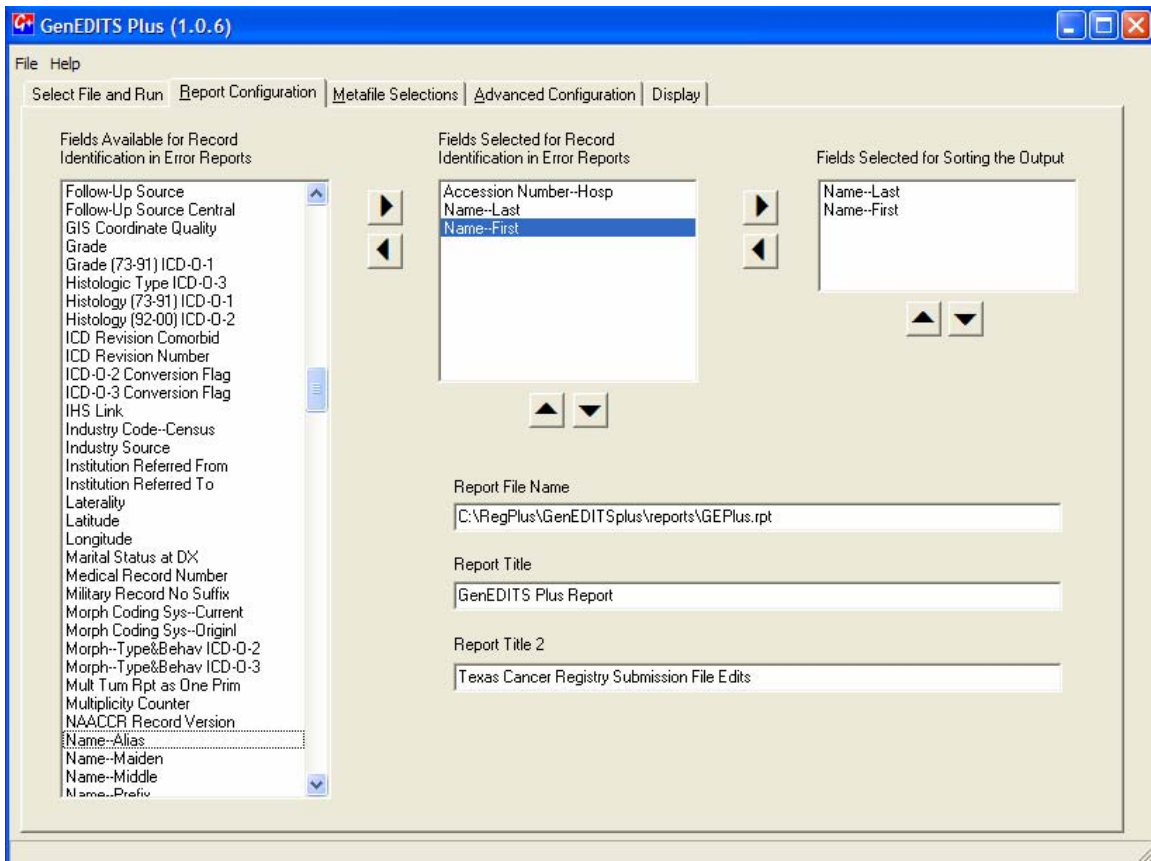 GenEDITS Plus (1.0.6)
File Help
Select File and Run Report Configuration Metafile Selections Advanced Configuration Display
Fields Available for Record
Identification in Error Reports
Follow-Up Source
Follow-Up Source Central
GIS Coordinate Quality
Grade
Grade (73-91) ICD-O-1
Histologic Type ICD-O-3
Histology (73-91) ICD-O-1
Histology (92-00) ICD-O-2
ICD Revision Comorbid
ICD Revision Number
ICD-O-2 Conversion Flag
ICD-O-3 Conversion Flag
IHS Link
Industry Code--Census
Industry Source
Institution Referred From
Institution Referred To
Laterality
Latitude
Longitude
Marital Status at DX
Medical Record Number
Military Record No Suffix
Morph Coding Sys--Current
Morph Coding Sys--Originl
Morph--Type&Behav ICD-O-2
Morph--Type&Behav ICD-O-3
Mult Tum Rpt as One Prim
Multiplicity Counter
NAACCR Record Version
Name--Alias
Name--Maiden
Name--Middle
Name--Prefix
Fields Selected for Record
Identification in Error Reports
Accession Number--Hosp
Name--Last
Name--First
Fields Selected for Sorting the Output
Name--Last
Name--First
Report File Name
C:\RegPlus\GenEDITSplus\reports\GEPlus.rpt
Report Title
GenEDITS Plus Report
Report Title 2
Texas Cancer Registry Submission File Edits